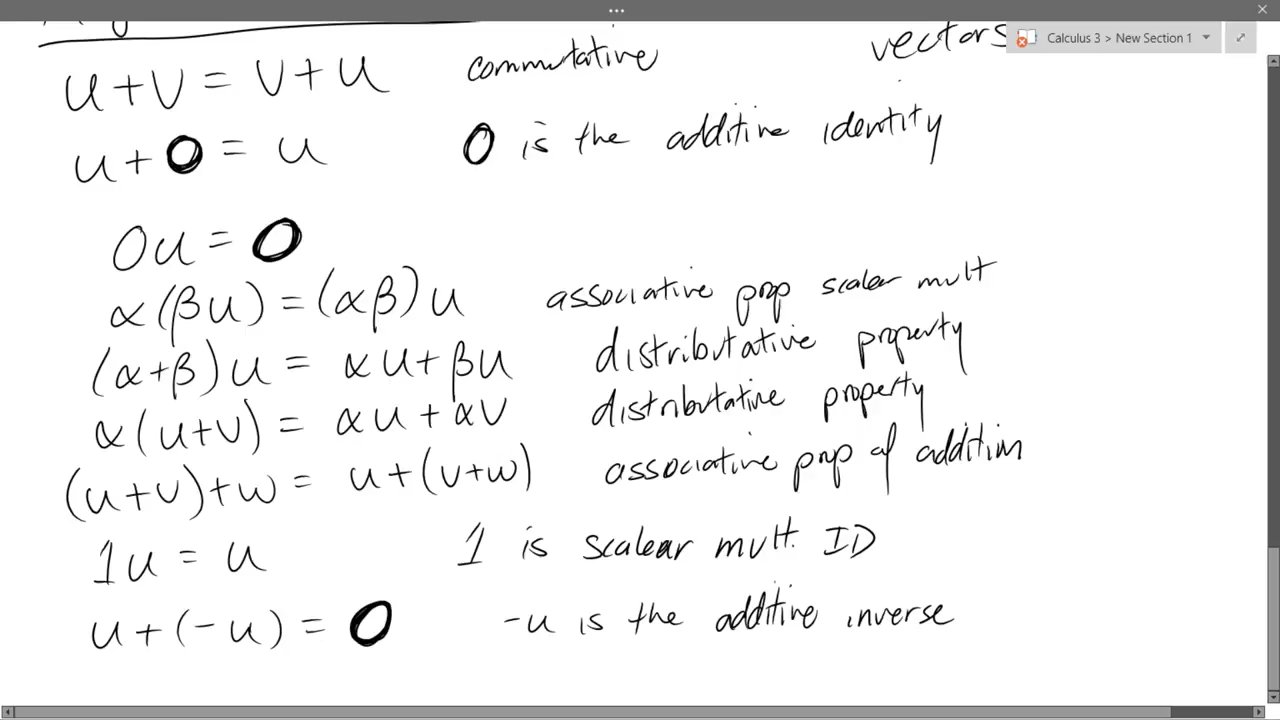 Calculus 3 > New Section 1
vectors
u+v = v+u commutative
u+0 = u 0 is the additive identity
0u = 0
α(βu) = (αβ)u associative prop scalar mult
(α+β)u = αu+βu distributative property
α(u+v) = αu+αv distributative property
(u+v)+w = u+(v+w) associative prop of addition
1u = u 1 is scalear mult. ID
u+(-u) = 0 -u is the additive inverse